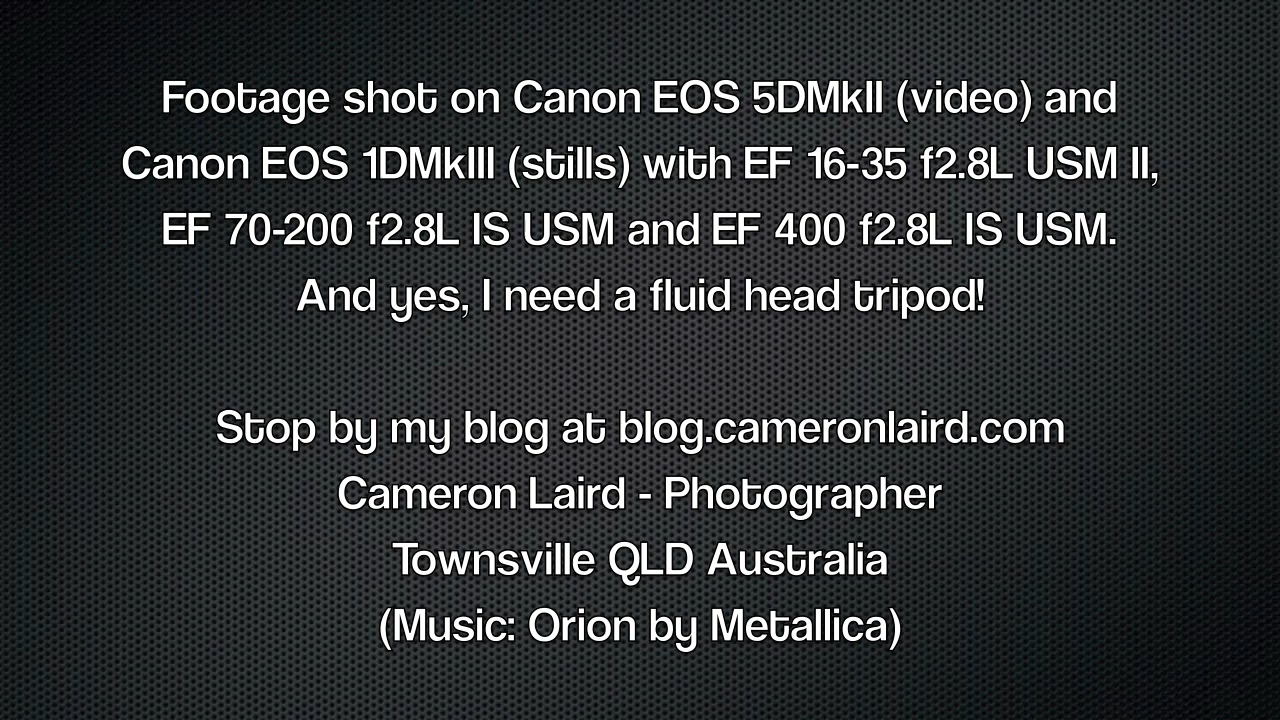 Footage shot on Canon EOS 5DMkII (video) and
Canon EOS 1DMkIII (stills) with EF 16-35 f2.8L USM II,
EF 70-200 f2.8L IS USM and EF 400 f2.8L IS USM.
And yes, I need a fluid head tripod!
Stop by my blog at blog.cameronlaird.com
Cameron Laird - Photographer
Townsville QLD Australia
(Music: Orion by Metallica)